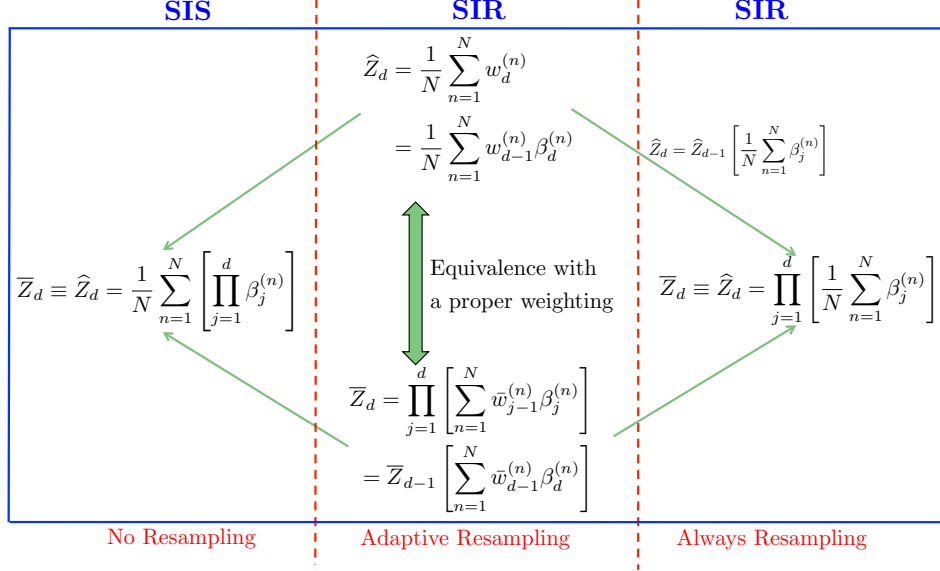 SIS SIR SIR
\widehat{Z}_d = \frac{1}{N} \sum_{n=1}^{N} w_d^{(n)}
= \frac{1}{N} \sum_{n=1}^{N} w_{d-1}^{(n)} \beta_d^{(n)}
\widehat{Z}_d = \widehat{Z}_{d-1} \left[ \frac{1}{N} \sum_{n=1}^{N} \beta_j^{(n)} \right]
\overline{Z}_d \equiv \widehat{Z}_d = \frac{1}{N} \sum_{n=1}^{N} \left[ \prod_{j=1}^{d} \beta_j^{(n)} \right]
Equivalence with
a proper weighting
\overline{Z}_d \equiv \widehat{Z}_d = \prod_{j=1}^{d} \left[ \frac{1}{N} \sum_{n=1}^{N} \beta_j^{(n)} \right]
\overline{Z}_d = \prod_{j=1}^{d} \left[ \sum_{n=1}^{N} \bar{w}_{j-1}^{(n)} \beta_j^{(n)} \right]
= \overline{Z}_{d-1} \left[ \sum_{n=1}^{N} \bar{w}_{d-1}^{(n)} \beta_d^{(n)} \right]
No Resampling Adaptive Resampling Always Resampling